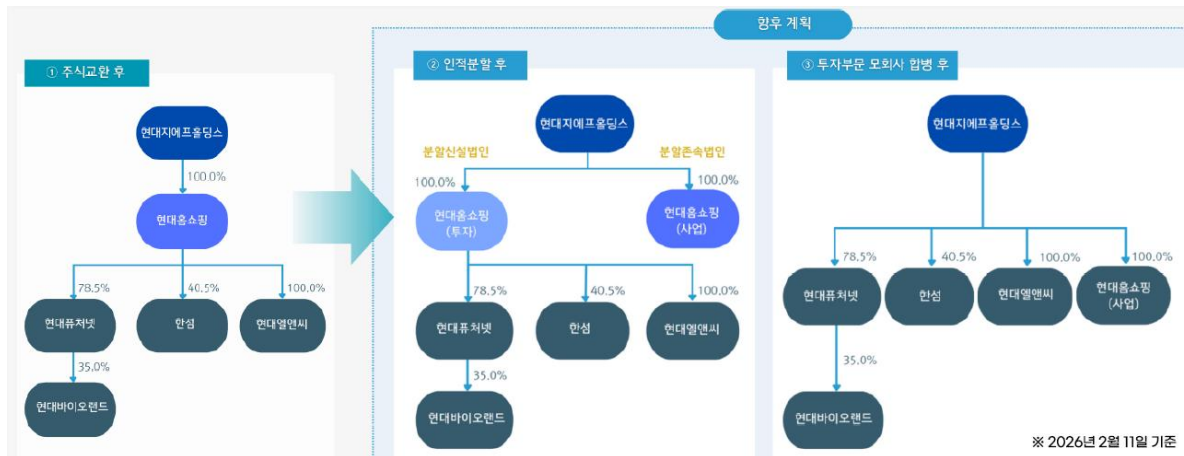 향후 계획
① 주식교환 후
현대지에프홀딩스
100.0%
현대홈쇼핑
78.5%
40.5%
100.0%
현대퓨처넷
한섬
현대엘앤씨
35.0%
현대바이오랜드
② 인적분할 후
현대지에프홀딩스
분할신설법인
분할존속법인
100.0%
100.0%
현대홈쇼핑
(투자)
현대홈쇼핑
(사업)
78.5%
40.5%
100.0%
현대퓨처넷
한섬
현대엘앤씨
35.0%
현대바이오랜드
③ 투자부문 모회사 합병 후
현대지에프홀딩스
78.5%
40.5%
100.0%
100.0%
현대퓨처넷
한섬
현대엘앤씨
현대홈쇼핑
(사업)
35.0%
현대바이오랜드
※ 2026년 2월 11일 기준